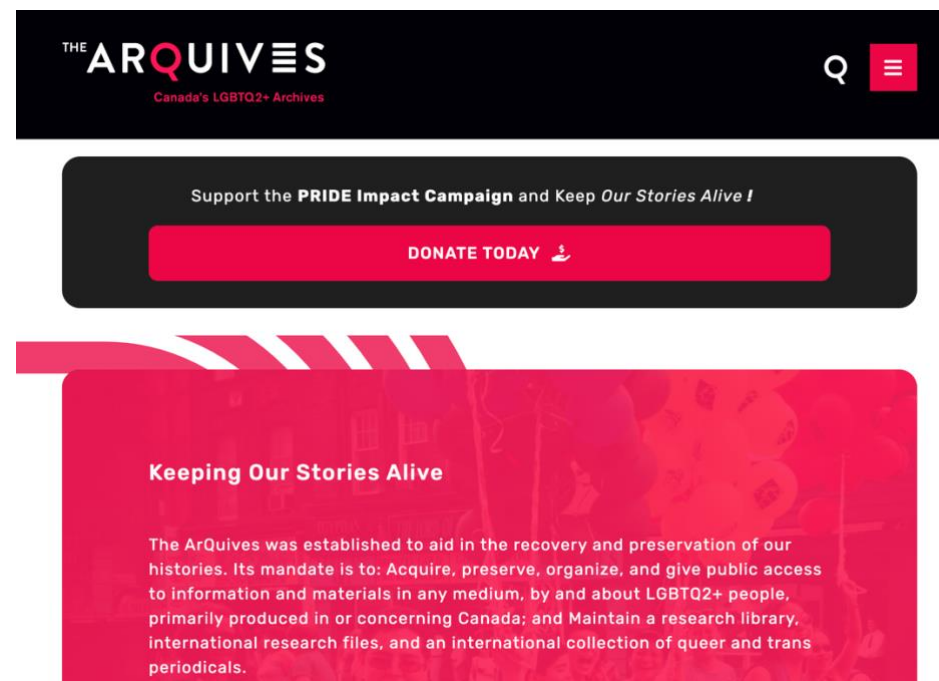 THE ARQUIVES
Canada's LGBTQ2+ Archives
Support the PRIDE Impact Campaign and Keep Our Stories Alive !
DONATE TODAY
Keeping Our Stories Alive
The ArQuives was established to aid in the recovery and preservation of our
histories. Its mandate is to: Acquire, preserve, organize, and give public access
to information and materials in any medium, by and about LGBTQ2+ people,
primarily produced in or concerning Canada; and Maintain a research library,
international research files, and an international collection of queer and trans
periodicals.